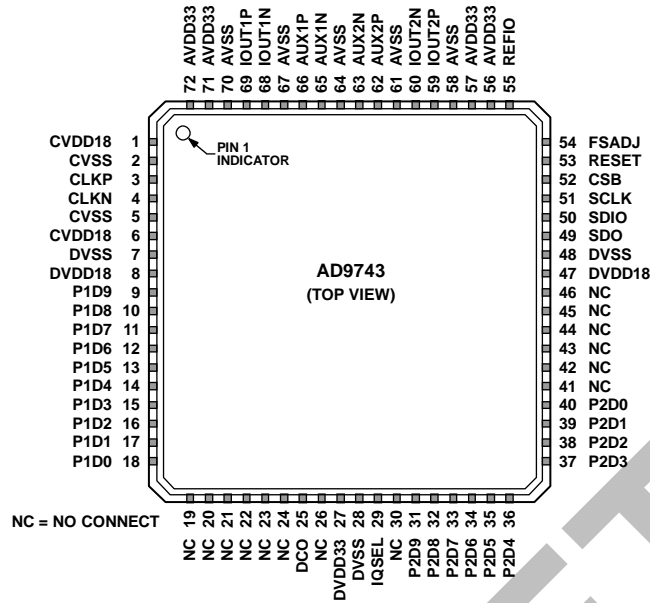 72 AVDD33
71 AVDD33
70 AVSS
69 IOUT1P
68 IOUT1N
67 AVSS
66 AUX1P
65 AUX1N
64 AVSS
63 AUX2N
62 AUX2P
61 AVSS
60 IOUT2N
59 IOUT2P
58 AVSS
57 AVDD33
56 AVDD33
55 REFIO
CVDD18 1
CVSS 2
CLKP 3
CLKN 4
CVSS 5
CVDD18 6
DVSS 7
DVDD18 8
P1D9 9
P1D8 10
P1D7 11
P1D6 12
P1D5 13
P1D4 14
P1D3 15
P1D2 16
P1D1 17
P1D0 18
PIN 1
INDICATOR
AD9743
(TOP VIEW)
54 FSADJ
53 RESET
52 CSB
51 SCLK
50 SDIO
49 SDO
48 DVSS
47 DVDD18
46 NC
45 NC
44 NC
43 NC
42 NC
41 NC
40 P2D0
39 P2D1
38 P2D2
37 P2D3
NC = NO CONNECT
NC 19
NC 20
NC 21
NC 22
NC 23
NC 24
DCO 25
NC 26
DVDD33 27
DVSS 28
IQSEL 29
NC 30
P2D9 31
P2D8 32
P2D7 33
P2D6 34
P2D5 35
P2D4 36